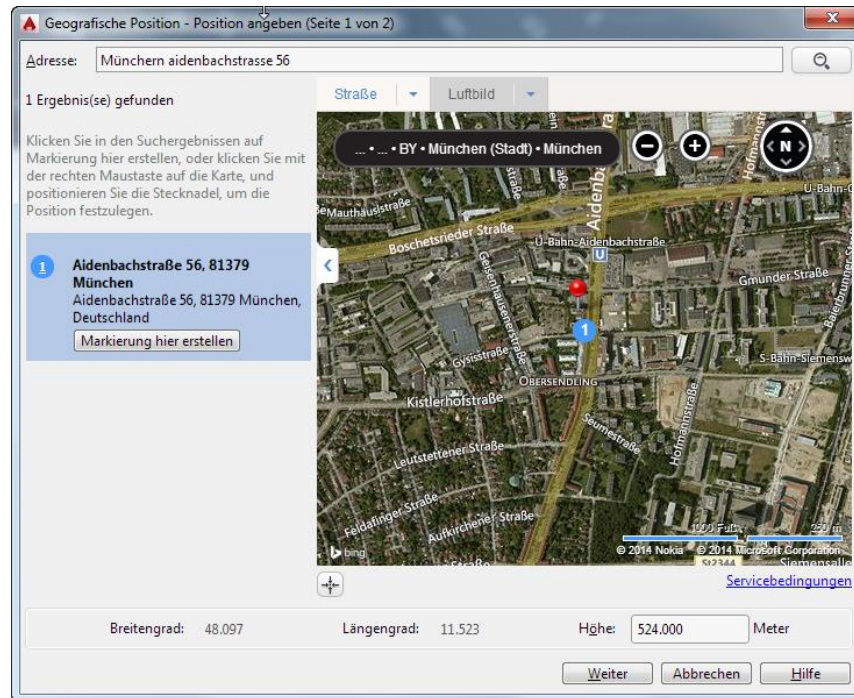 Geografische Position - Position angeben (Seite 1 von 2)
Adresse: Münchern aidenbachstrasse 56
1 Ergebnis(se) gefunden
Klicken Sie in den Suchergebnissen auf
Markierung hier erstellen, oder klicken Sie mit
der rechten Maustaste auf die Karte, und
positionieren Sie die Stecknadel, um die
Position festzulegen.
1
Aidenbachstraße 56, 81379
München
Aidenbachstraße 56, 81379 München,
Deutschland
Markierung hier erstellen
Straße
Luftbild
... • ... • BY • München (Stadt) • München
N
Hofmannstraße
U-Bahn
Mauthäuslstraße
Boschetsrieder Straße
Aidenb
U-Bahn-Aidenbachstraße
U
Geisenhausenerstraße
Gmunder Straße
Baierbrunner Straße
1
Gysisstraße
S-Bahn-Siemensw
OBERSENDLING
Kistlerhofstraße
Seumestraße
Hofmannstraße
Leutstettener Straße
Feldafinger Straße
Aufkirchener Straße
1000 Fuß
250 m
bing
© 2014 Nokia © 2014 Microsoft Corporation
St2344
Siemensalle
Servicebedingungen
Breitengrad: 48.097 Längengrad: 11.523 Höhe: 524.000 Meter
Weiter Abbrechen Hilfe